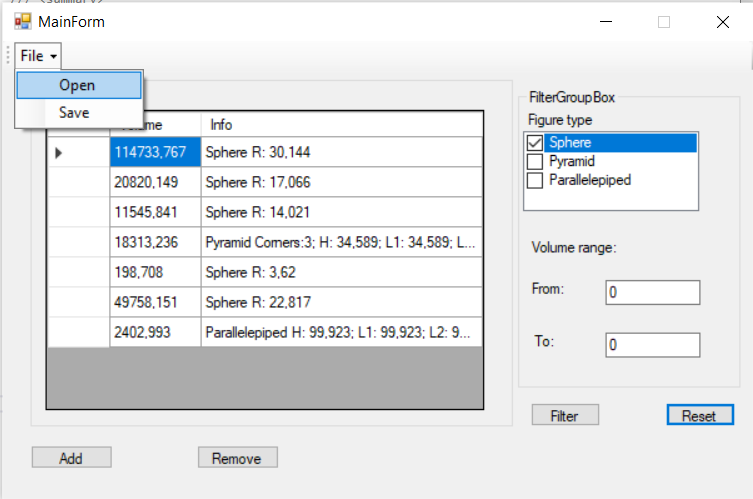 MainForm
File
Open
Save
Info
114733,767 Sphere R: 30,144
20820,149 Sphere R: 17,066
11545,841 Sphere R: 14,021
18313,236 Pyramid Corners:3; H: 34,589; L1: 34,589; L...
198,708 Sphere R: 3,62
49758,151 Sphere R: 22,817
2402,993 Parallelepiped H: 99,923; L1: 99,923; L2: 9...
FilterGroupBox
Figure type
Sphere
Pyramid
Parallelepiped
Volume range:
From: 0
To: 0
Filter Reset
Add Remove